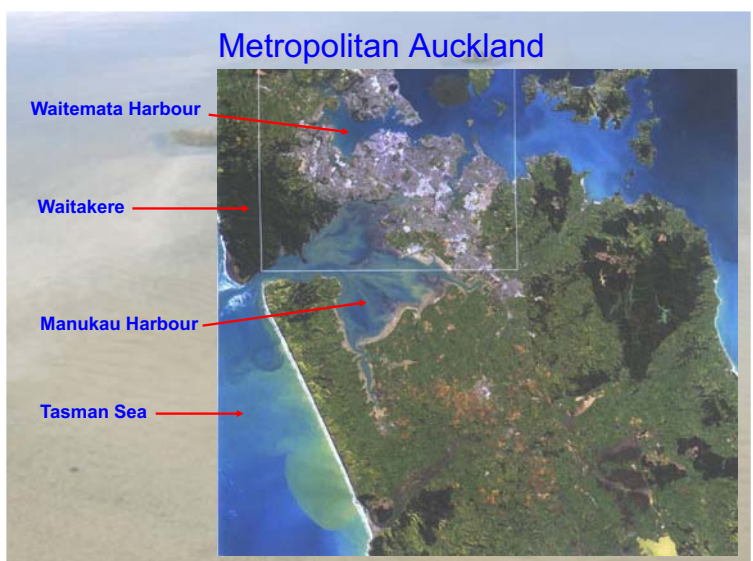 Metropolitan Auckland
Waitemata Harbour
Waitakere
Manukau Harbour
Tasman Sea